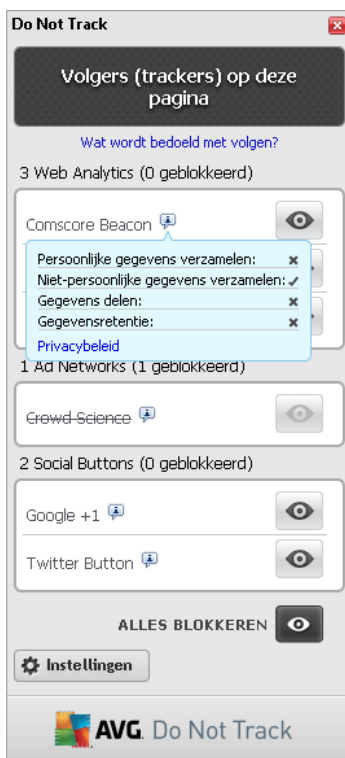 Do Not Track
Volgers (trackers) op deze
pagina
Wat wordt bedoeld met volgen?
3 Web Analytics (0 geblokkeerd)
Comscore Beacon
Persoonlijke gegevens verzamelen:
Niet-persoonlijke gegevens verzamelen:
Gegevens delen:
Gegevensretentie:
Privacybeleid
1 Ad Networks (1 geblokkeerd)
Crowd Science
2 Social Buttons (0 geblokkeerd)
Google +1
Twitter Button
ALLES BLOKKEREN
Instellingen
AVG. Do Not Track